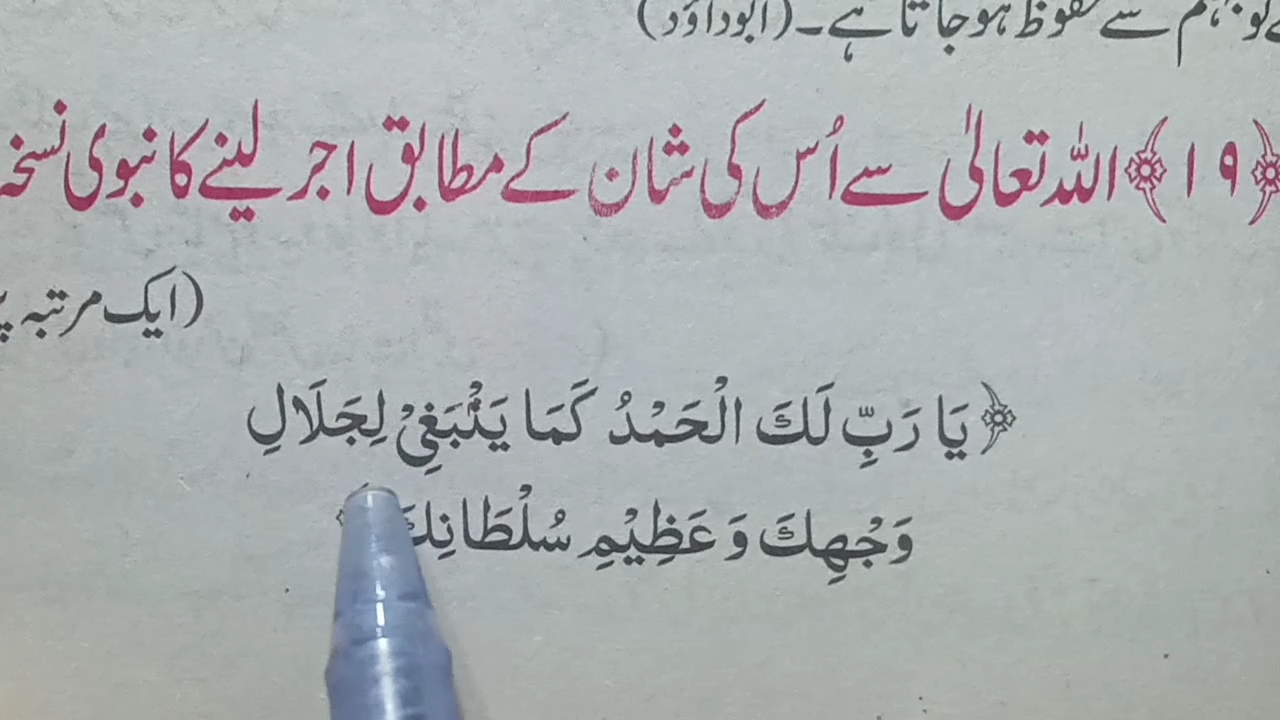 سے محفوظ ہو جاتا ہے۔ (ابوداؤد)
﴿۱۹﴾ اللہ تعالیٰ سے اُس کی شان کے مطابق اجر لینے کا نبوی نسخہ
(ایک مرتبہ
﴿يَا رَبِّ لَكَ الْحَمْدُ كَمَا يَنْۢبَغِيْ لِجَلَالِ
وَجْهِكَ وَ عَظِيْمِ سُلْطَانِكَ